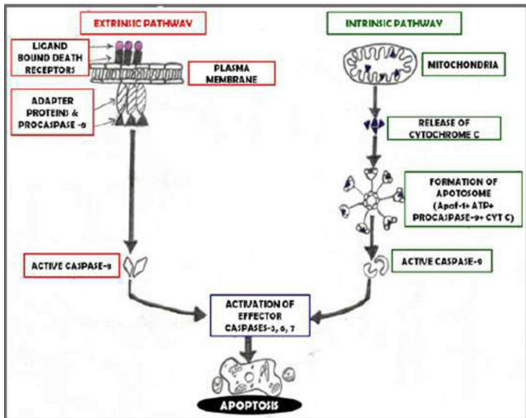 EXTRINSIC PATHWAY
LIGAND
BOUND DEATH
RECEPTORS
PLASMA
MEMBRANE
ADAPTER
PROTEINS &
PROCASPASE -8
ACTIVE CASPASE-8
INTRINSIC PATHWAY
MITOCHONDRIA
RELEASE OF
CYTOCHROME C
FORMATION OF
APOTOSOME
(Apaf-1+ ATP+
PROCASPASE-9+ CYT C)
ACTIVE CASPASE-9
ACTIVATION OF
EFFECTOR
CASPASES-3, 6, 7
APOPTOSIS